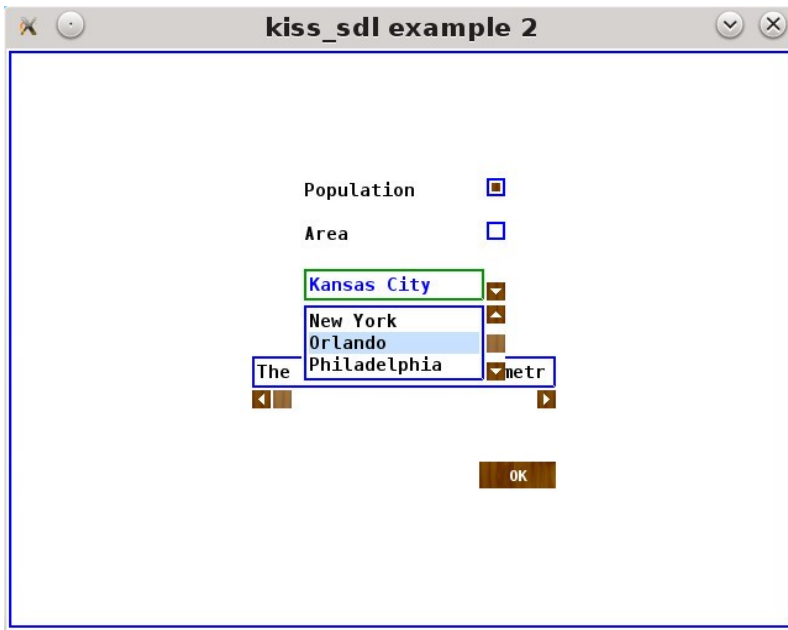 kiss_sdl example 2
Population
Area
Kansas City
New York
Orlando
Philadelphia
The metr
OK